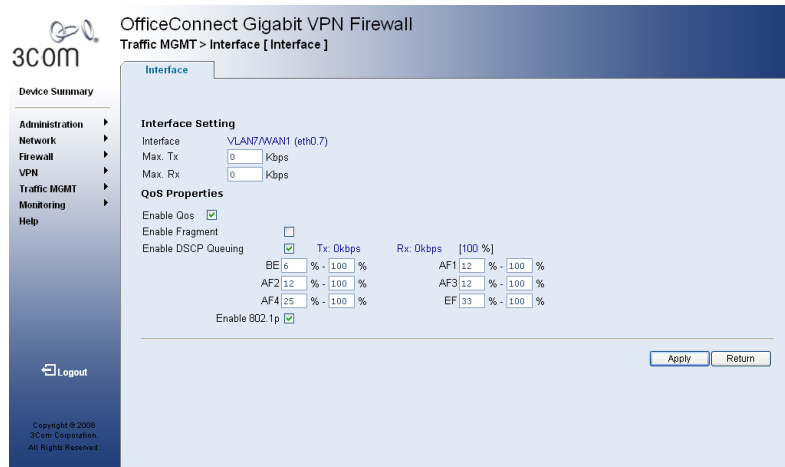 OfficeConnect Gigabit VPN Firewall
Traffic MGMT > Interface [ Interface ]
3COM
Interface
Device Summary
Administration
Network
Firewall
VPN
Traffic MGMT
Monitoring
Help
Logout
Copyright © 2008
3Com Corporation.
All Rights Reserved.
Interface Setting
Interface VLAN7/WAN1 (eth0.7)
Max. Tx 0 Kbps
Max. Rx 0 Kbps
QoS Properties
Enable Qos
Enable Fragment
Enable DSCP Queuing Tx: 0kbps Rx: 0kbps [100 %]
BE 6 % - 100 % AF1 12 % - 100 %
AF2 12 % - 100 % AF3 12 % - 100 %
AF4 25 % - 100 % EF 33 % - 100 %
Enable 802.1p
Apply Return